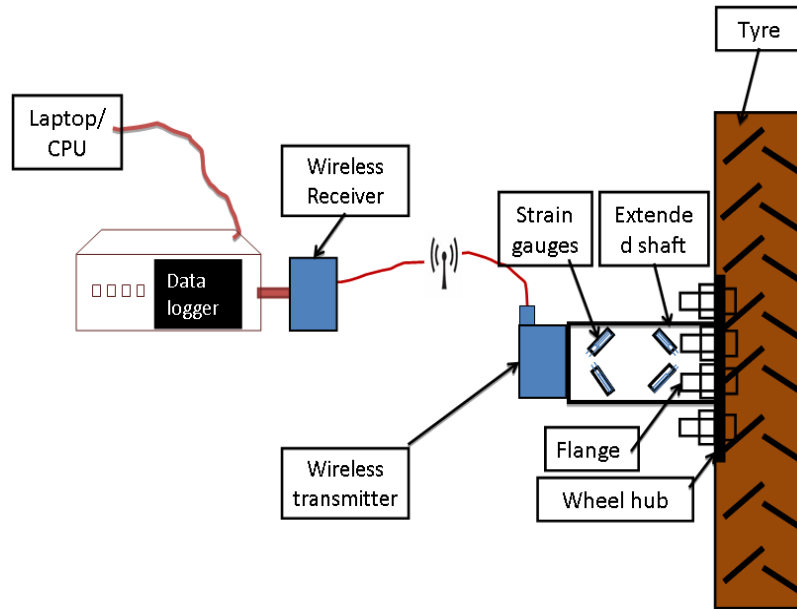 Tyre
Laptop/
CPU
Wireless
Receiver
Strain
gauges
Extende
d shaft
Data
logger
Flange
Wireless
transmitter
Wheel hub